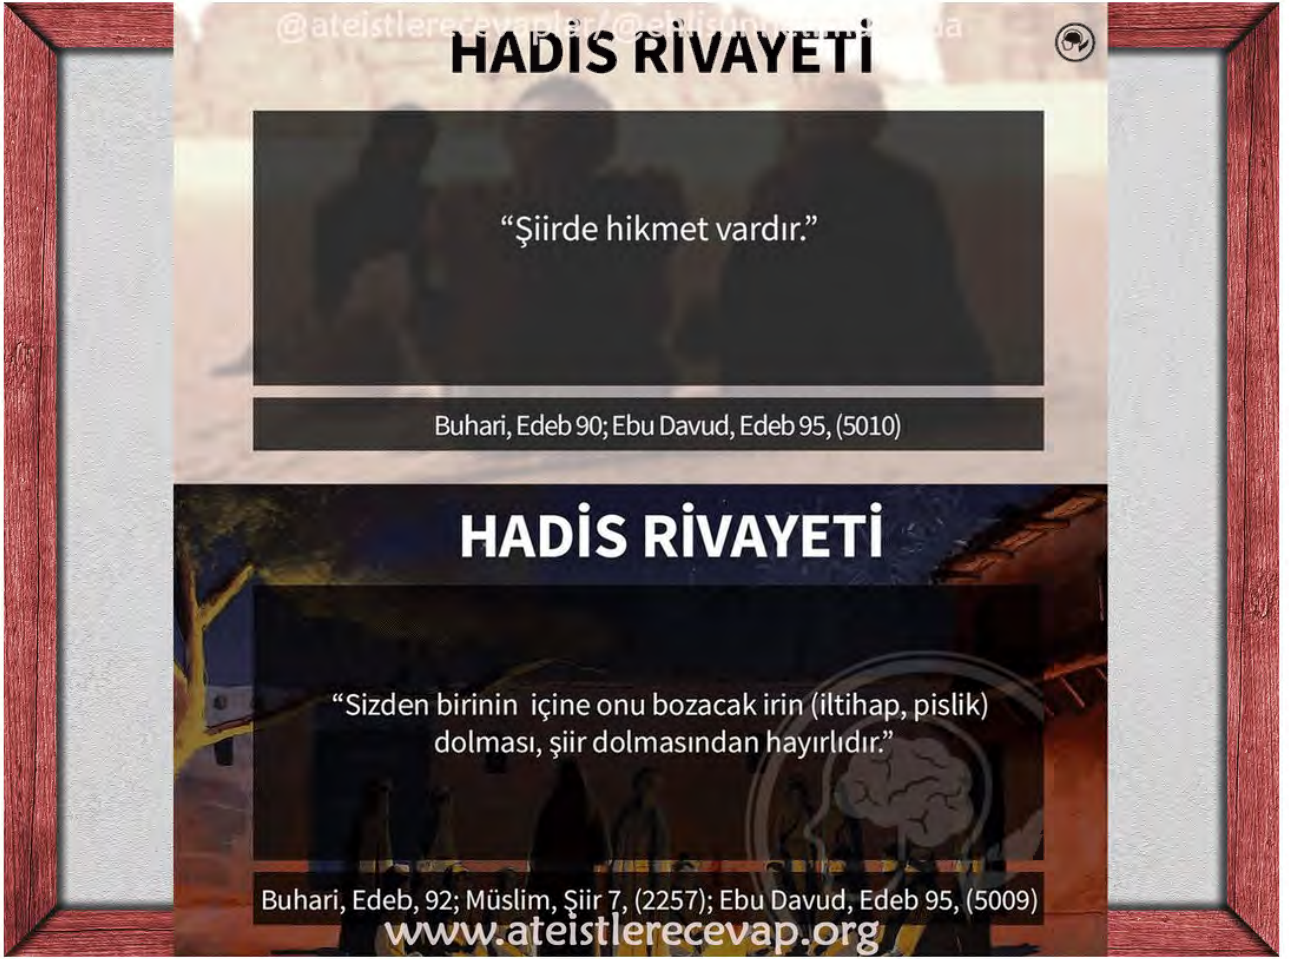 @ateistlerecevaplar/@ehlisunnet
HADİS RİVAYETİ
“Şiirde hikmet vardır.”
Buhari, Edeb 90; Ebu Davud, Edeb 95, (5010)
HADİS RİVAYETİ
“Sizden birinin içine onu bozacak irin (iltihap, pislik)
dolması, şiir dolmasından hayırlıdır.”
Buhari, Edeb, 92; Müslim, Şiir 7, (2257); Ebu Davud, Edeb 95, (5009)
www.ateistlerecevap.org